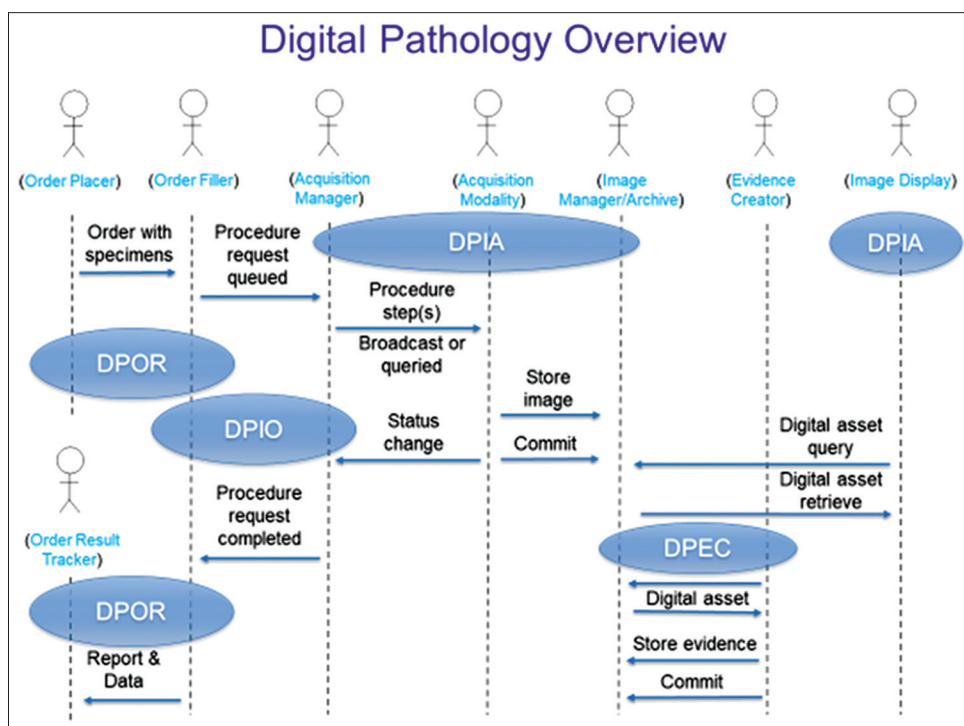 Digital Pathology Overview
(Order Placer)
(Order Filler)
(Acquisition
Manager)
(Acquisition
Modality)
(Image
Manager/Archive)
(Evidence
Creator)
(Image Display)
Order with
specimens
Procedure
request
queued
DPIA
DPIA
Procedure
step(s)
Broadcast or
queried
DPOR
DPIO
Store
image
Status
change
Commit
Digital asset
query
Digital asset
retrieve
(Order Result
Tracker)
Procedure
request
completed
DPEC
DPOR
Digital asset
Store evidence
Report &
Data
Commit